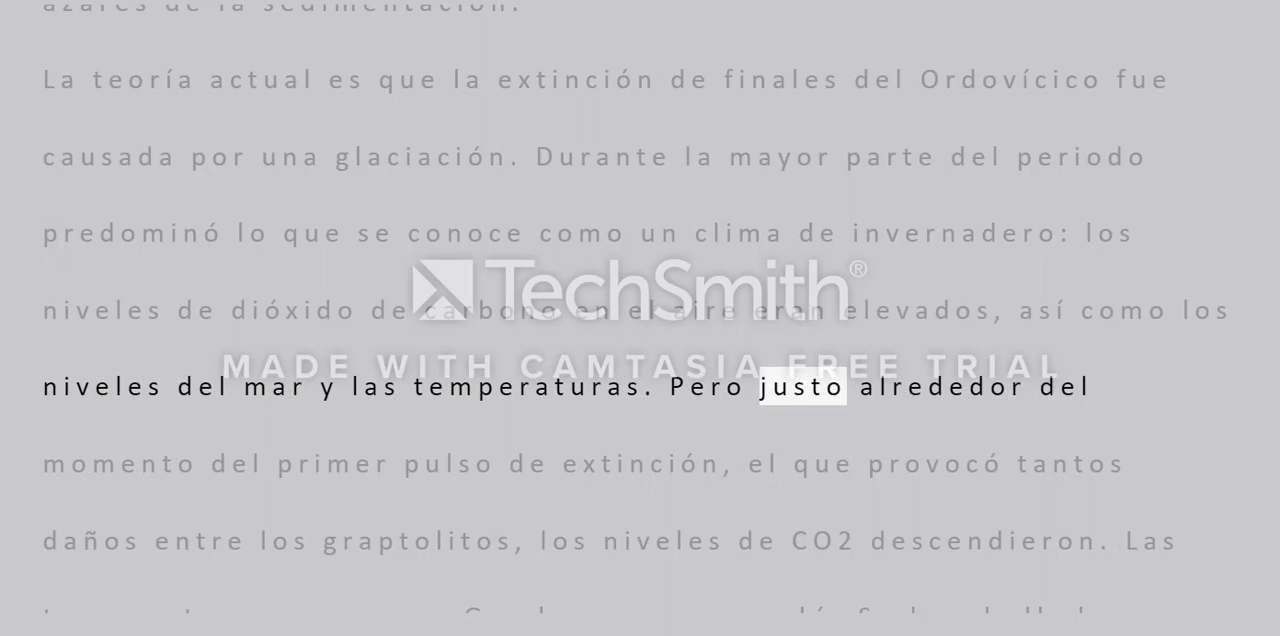 azares de la sedimentación.
La teoría actual es que la extinción de finales del Ordovícico fue
causada por una glaciación. Durante la mayor parte del periodo
predominó lo que se conoce como un clima de invernadero: los
niveles de dióxido de carbono en el aire eran elevados, así como los
TechSmith®
MADE WITH CAMTASIA FREE TRIAL
niveles del mar y las temperaturas. Pero justo alrededor del
momento del primer pulso de extinción, el que provocó tantos
daños entre los graptolitos, los niveles de CO2 descendieron. Las